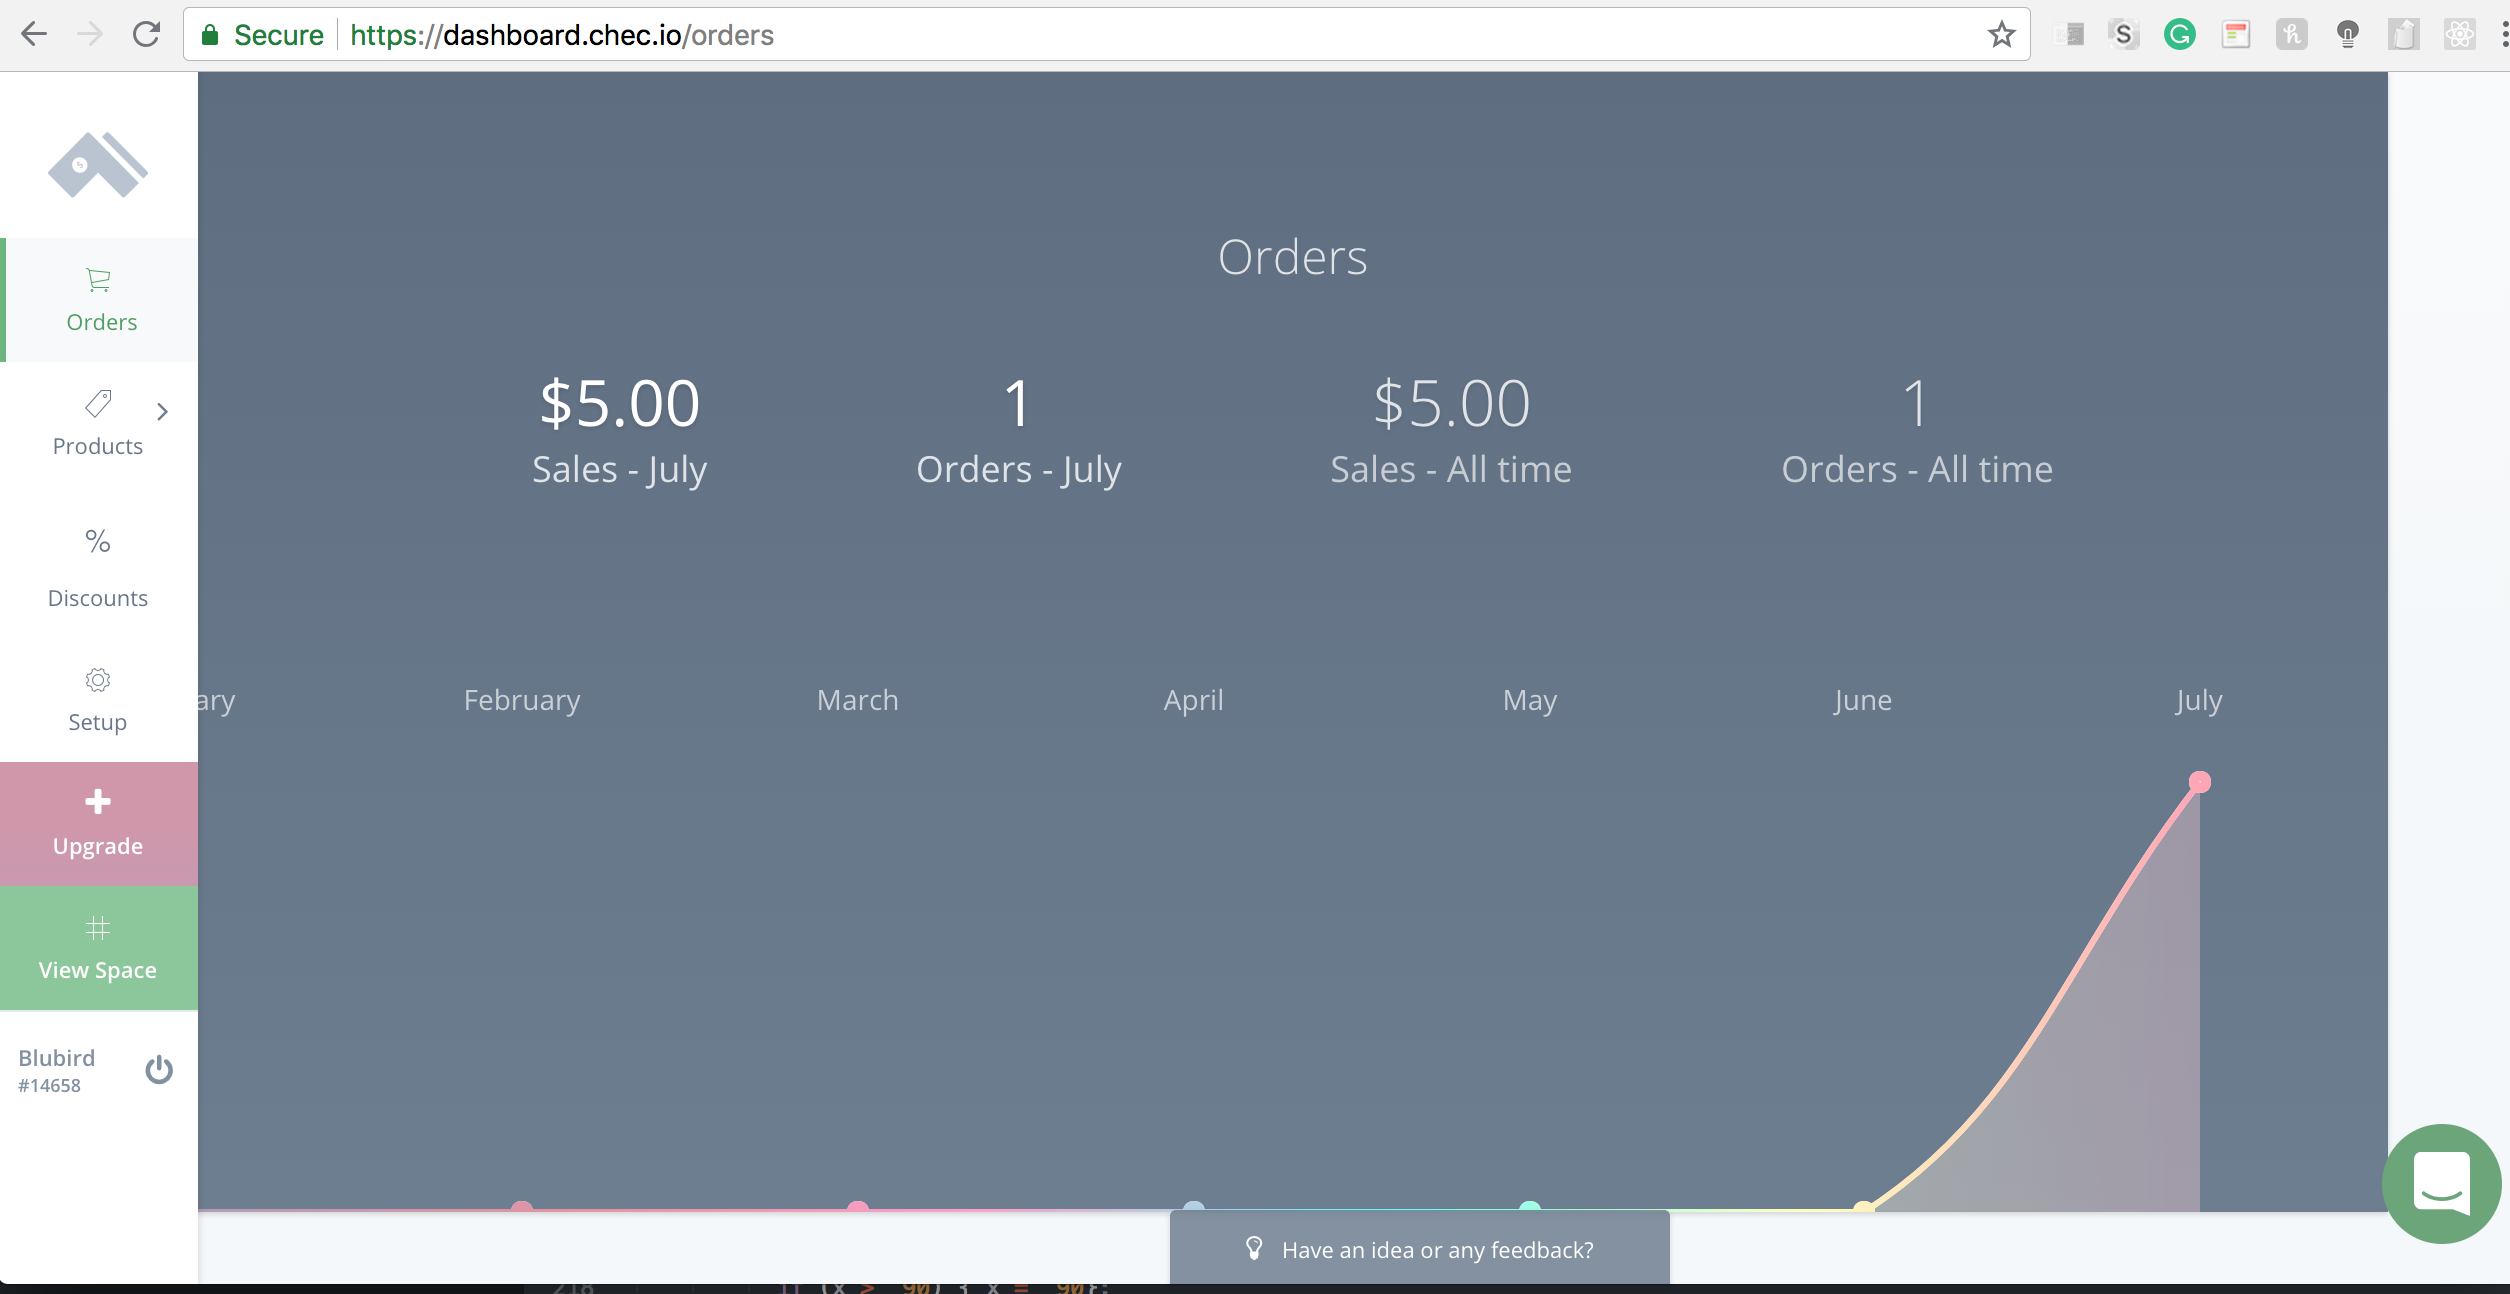 Secure https://dashboard.chec.io/orders
Orders
Products
%
Discounts
Setup
Upgrade
View Space
Blubird
#14658
Orders
$5.00 1 $5.00 1
Sales - July Orders - July Sales - All time Orders - All time
ary February March April May June July
Have an idea or any feedback?